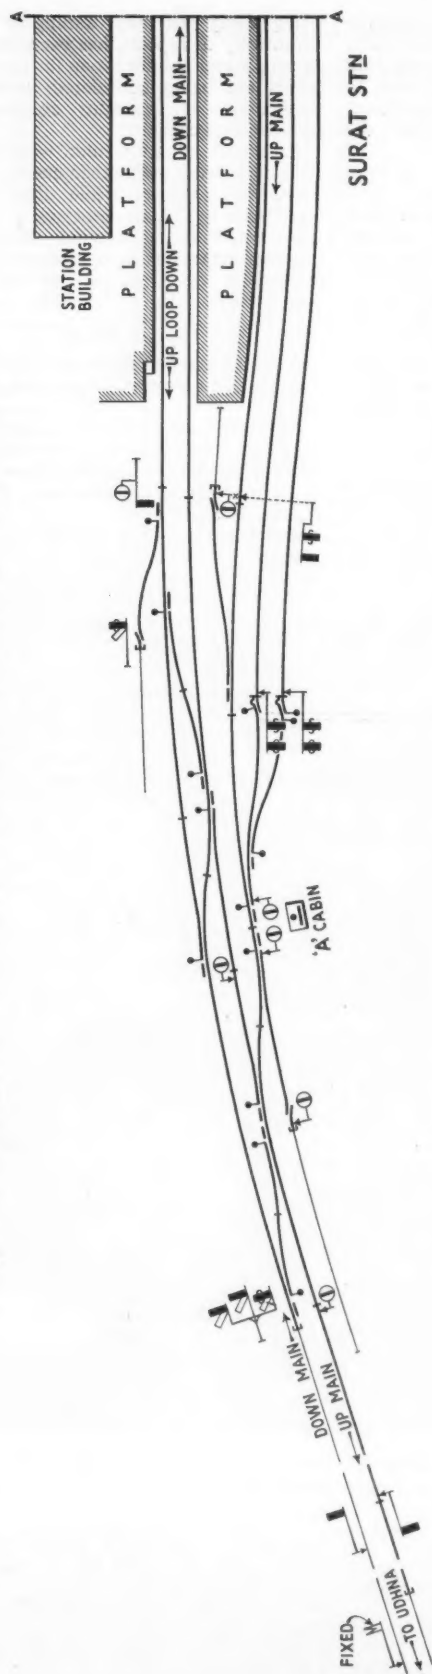 A
A
STATION
BUILDING
PLATFORM
UP LOOP DOWN
DOWN MAIN
PLATFORM
UP MAIN
SURAT STN
'A' CABIN
DOWN MAIN
UP MAIN
FIXED
TO UDHNA